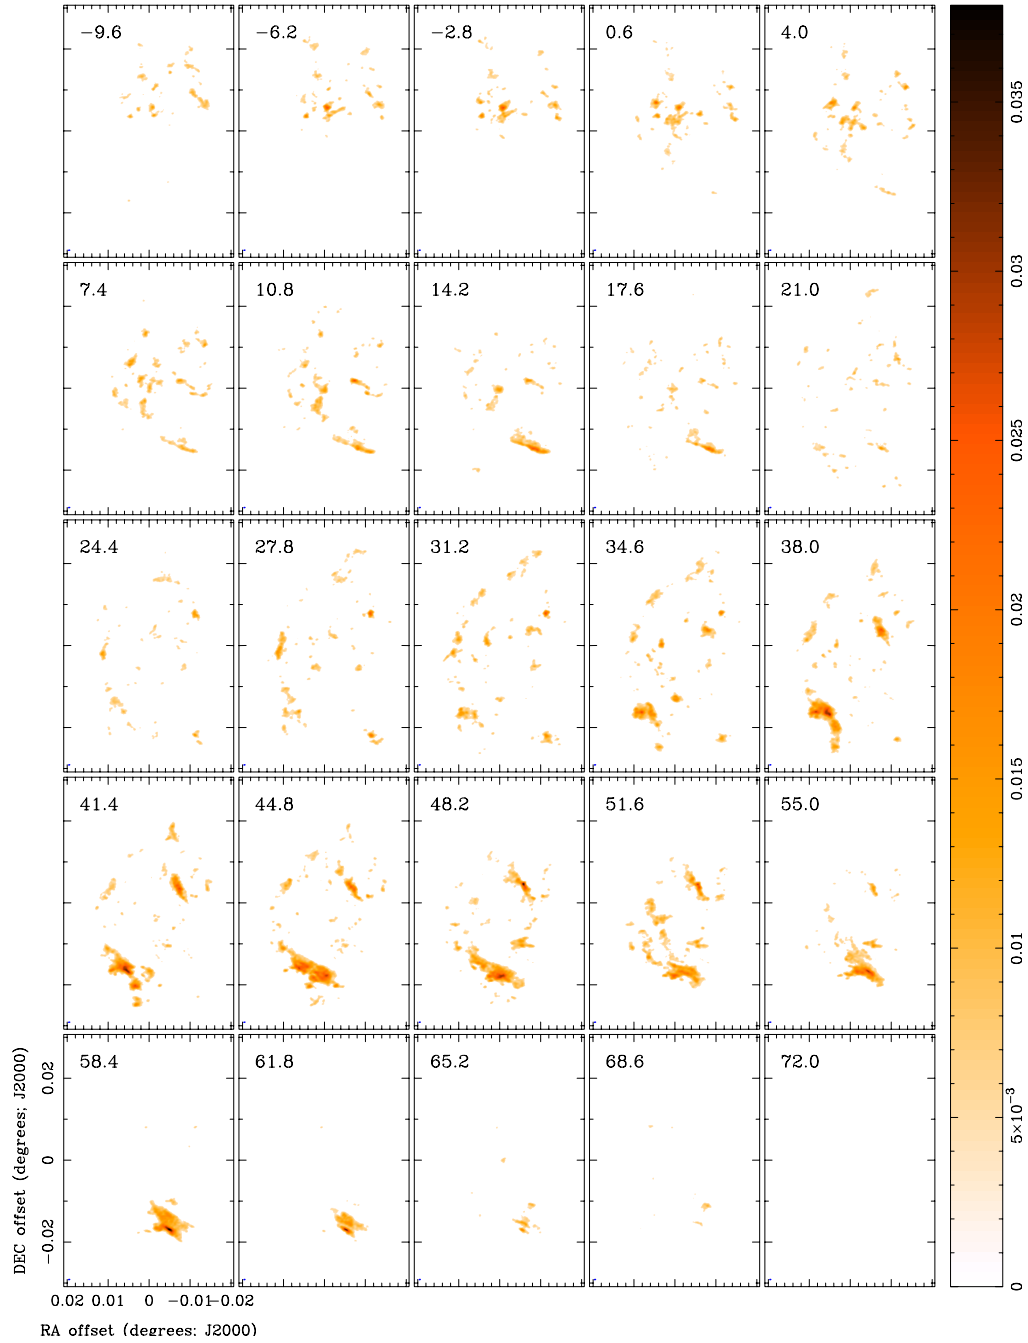 −9.6 −6.2 −2.8 0.6 4.0
7.4 10.8 14.2 17.6 21.0
24.4 27.8 31.2 34.6 38.0
41.4 44.8 48.2 51.6 55.0
58.4 61.8 65.2 68.6 72.0
0.035
0.03
0.025
0.02
0.015
0.01
5×10⁻³
0
DEC offset (degrees; J2000)
0.02
0
−0.02
0.02 0.01 0 −0.01 −0.02
RA offset (degrees; J2000)